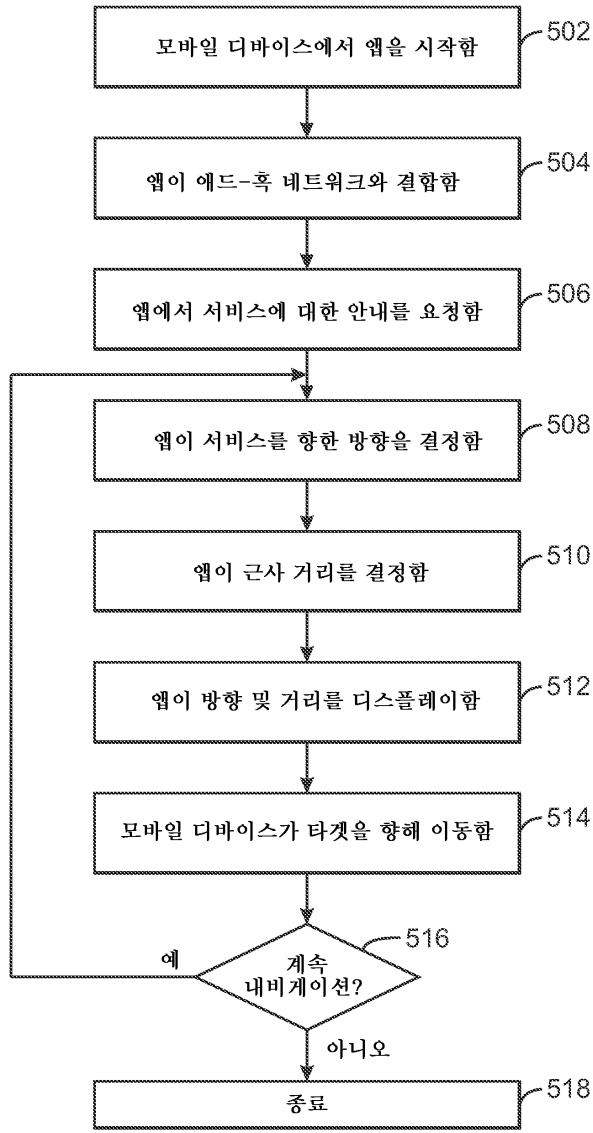 모바일 디바이스에서 앱을 시작함
502
앱이 애드-혹 네트워크와 결합함
504
앱에서 서비스에 대한 안내를 요청함
506
앱이 서비스를 향한 방향을 결정함
508
앱이 근사 거리를 결정함
510
앱이 방향 및 거리를 디스플레이함
512
모바일 디바이스가 타겟을 향해 이동함
514
516
예
계속
내비게이션?
아니오
종료
518